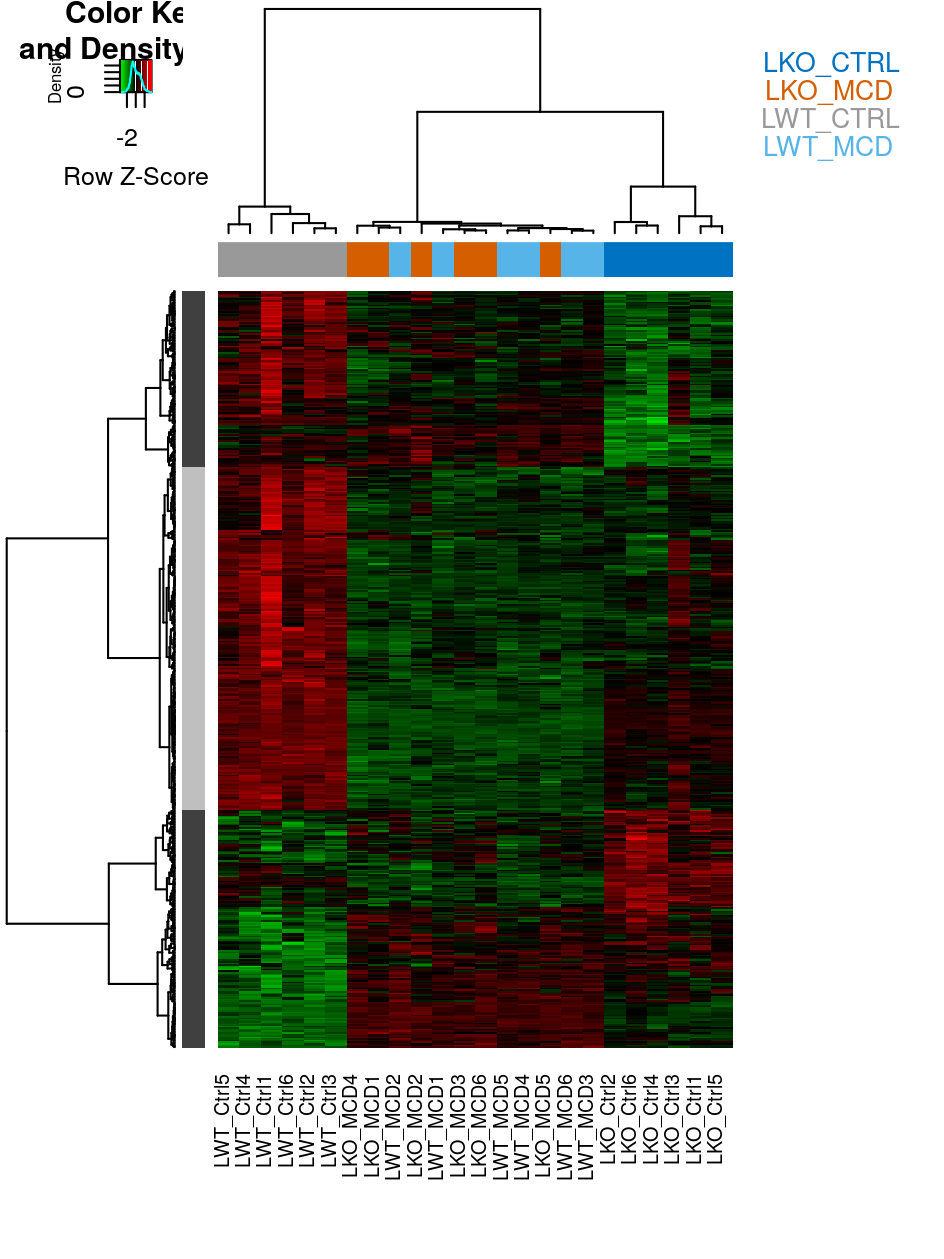 Color Ke
and Density
Density
0
-2
Row Z-Score
LKO_CTRL
LKO_MCD
LWT_CTRL
LWT_MCD
LWT_Ctrl5
LWT_Ctrl4
LWT_Ctrl1
LWT_Ctrl6
LWT_Ctrl2
LWT_Ctrl3
LKO_MCD4
LKO_MCD1
LWT_MCD2
LKO_MCD2
LWT_MCD1
LKO_MCD3
LKO_MCD6
LWT_MCD5
LWT_MCD4
LKO_MCD5
LWT_MCD6
LWT_MCD3
LKO_Ctrl2
LKO_Ctrl6
LKO_Ctrl4
LKO_Ctrl3
LKO_Ctrl1
LKO_Ctrl5